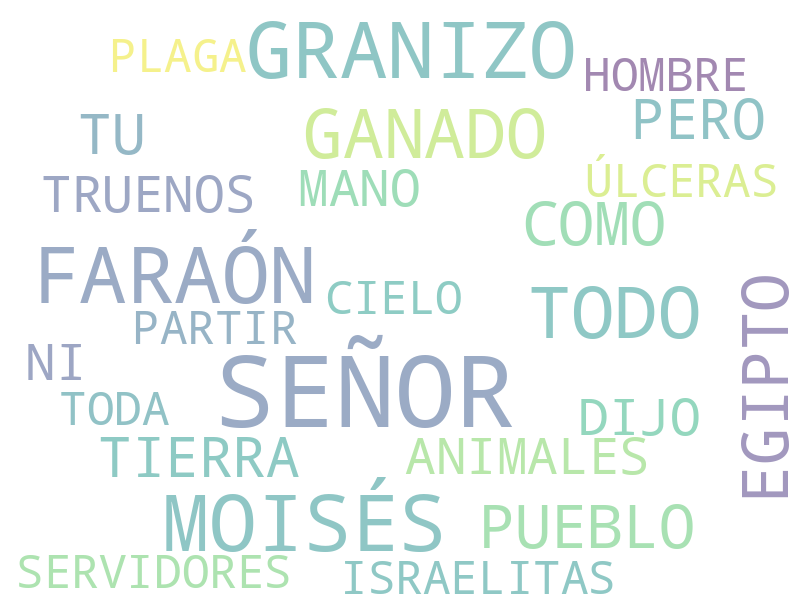 PLAGA
GRANIZO
HOMBRE
TU
GANADO
PERO
TRUENOS
MANO
ÚLCERAS
COMO
FARAÓN
CIELO
TODO
EGIPTO
PARTIR
NI
SEÑOR
TODA
DIJO
TIERRA
ANIMALES
MOISÉS
PUEBLO
SERVIDORES
ISRAELITAS